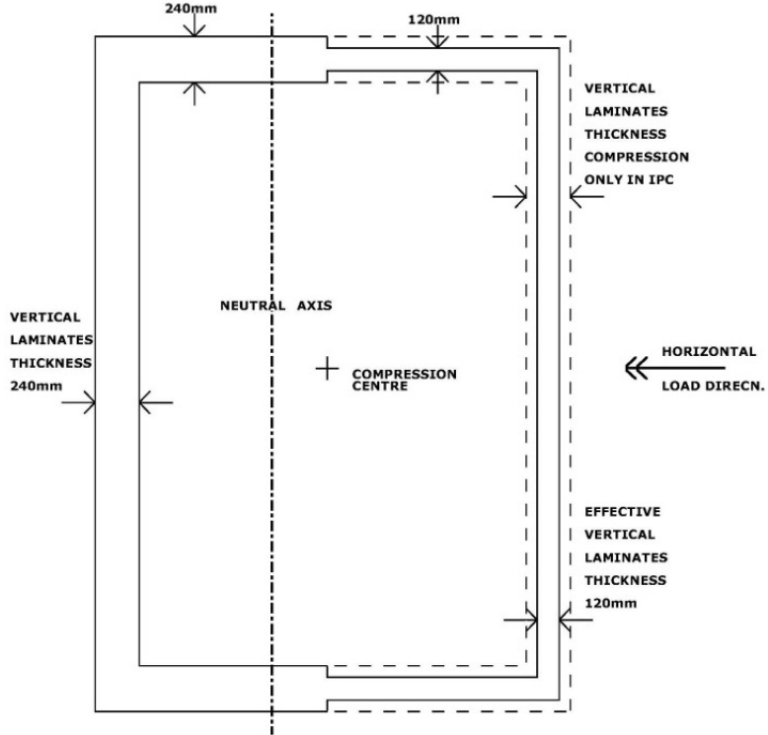 240mm
120mm
VERTICAL
LAMINATES
THICKNESS
COMPRESSION
ONLY IN IPC
NEUTRAL AXIS
VERTICAL
LAMINATES
THICKNESS
240mm
COMPRESSION
CENTRE
HORIZONTAL
LOAD DIRECN.
EFFECTIVE
VERTICAL
LAMINATES
THICKNESS
120mm